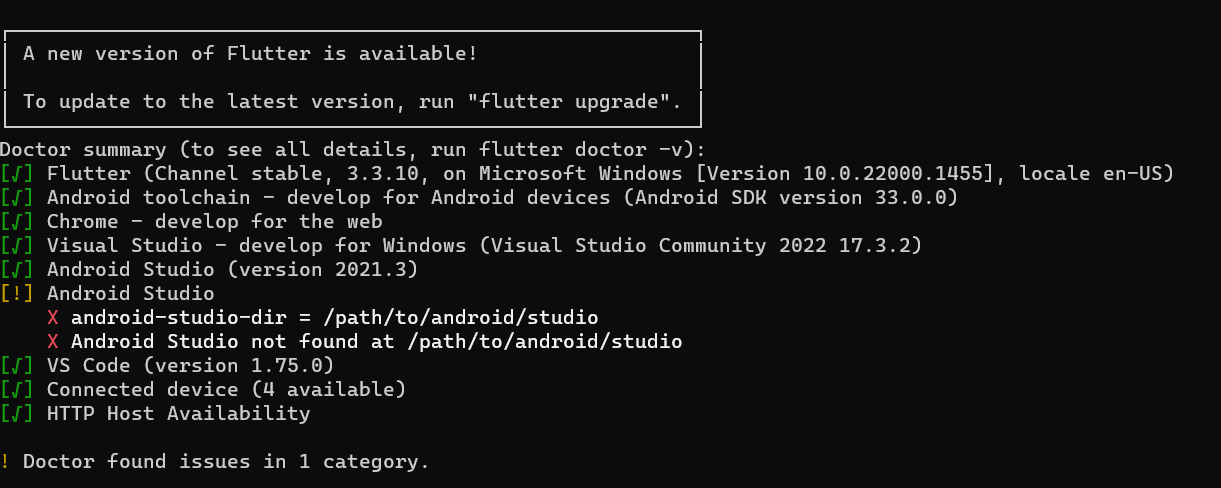 A new version of Flutter is available!
To update to the latest version, run "flutter upgrade".
Doctor summary (to see all details, run flutter doctor -v):
[√] Flutter (Channel stable, 3.3.10, on Microsoft Windows [Version 10.0.22000.1455], locale en-US)
[√] Android toolchain - develop for Android devices (Android SDK version 33.0.0)
[√] Chrome - develop for the web
[√] Visual Studio - develop for Windows (Visual Studio Community 2022 17.3.2)
[√] Android Studio (version 2021.3)
[!] Android Studio
X android-studio-dir = /path/to/android/studio
X Android Studio not found at /path/to/android/studio
[√] VS Code (version 1.75.0)
[√] Connected device (4 available)
[√] HTTP Host Availability
! Doctor found issues in 1 category.